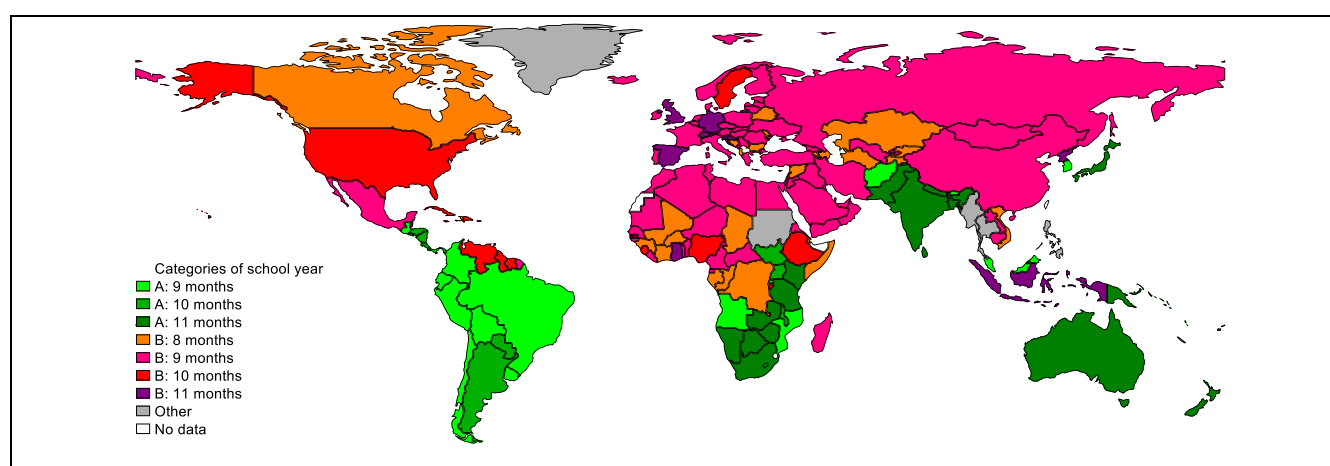 Categories of school year
A: 9 months
A: 10 months
A: 11 months
B: 8 months
B: 9 months
B: 10 months
B: 11 months
Other
No data